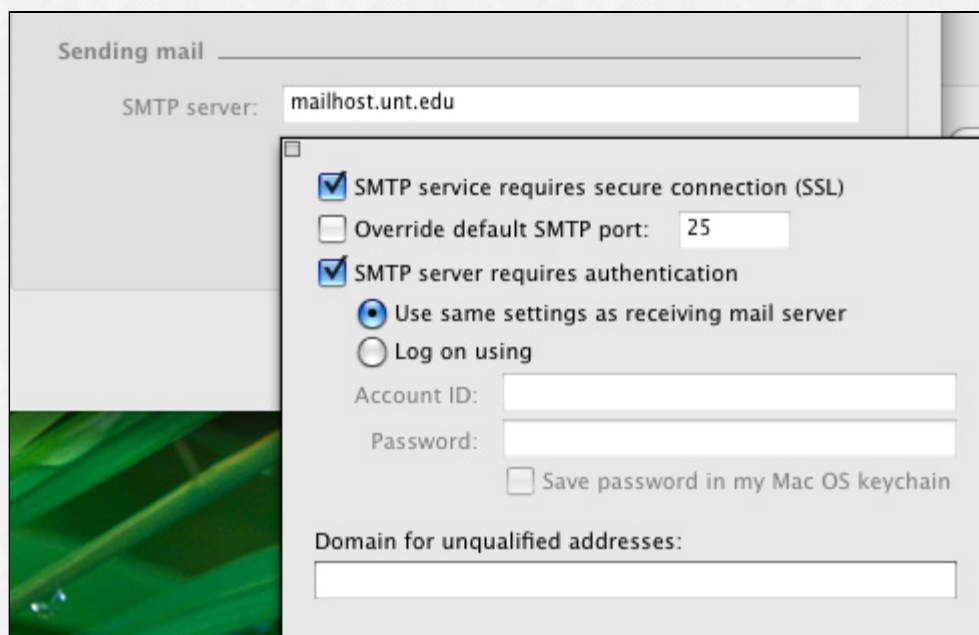 Sending mail
SMTP server: mailhost.unt.edu
SMTP service requires secure connection (SSL)
Override default SMTP port: 25
SMTP server requires authentication
Use same settings as receiving mail server
Log on using
Account ID:
Password:
Save password in my Mac OS keychain
Domain for unqualified addresses: